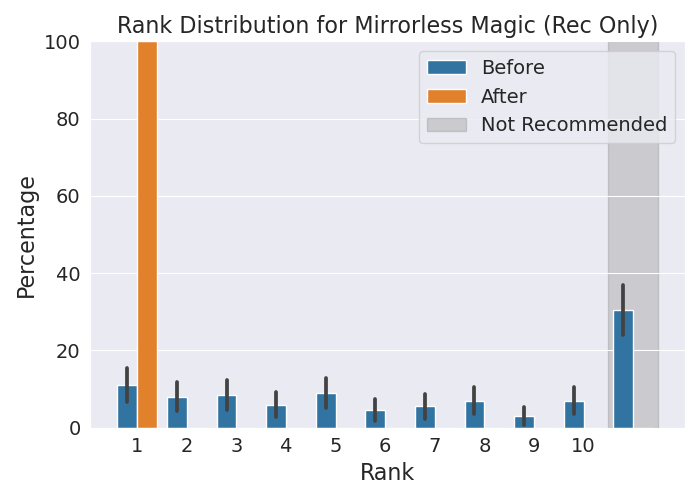 Rank Distribution for Mirrorless Magic (Rec Only)
Before
After
Not Recommended
Percentage
100
80
60
40
20
0
1 2 3 4 5 6 7 8 9 10
Rank